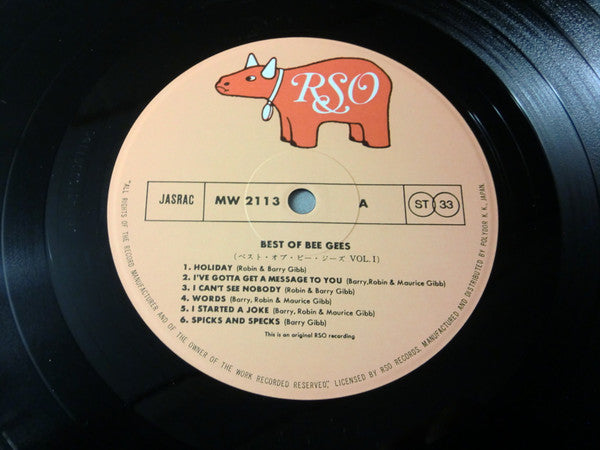 RSO
JASRAC MW 2113 A ST 33
BEST OF BEE GEES
(ベスト・オブ・ビー・ジーズ VOL.1)
1. HOLIDAY (Robin & Barry Gibb)
2. I'VE GOTTA GET A MESSAGE TO YOU (Barry,Robin & Maurice Gibb)
3. I CAN'T SEE NOBODY (Robin & Barry Gibb)
4. WORDS (Barry, Robin & Maurice Gibb)
5. I STARTED A JOKE (Barry, Robin & Maurice Gibb)
6. SPICKS AND SPECKS (Barry Gibb)
This is an original RSO recording
"ALL RIGHTS OF THE RECORD MANUFACTURER AND OF THE OWNER OF THE WORK RECORDED RESERVED." LICENSED BY RSO RECORDS. MANUFACTURED AND DISTRIBUTED BY POLYDOR K. K., JAPAN.